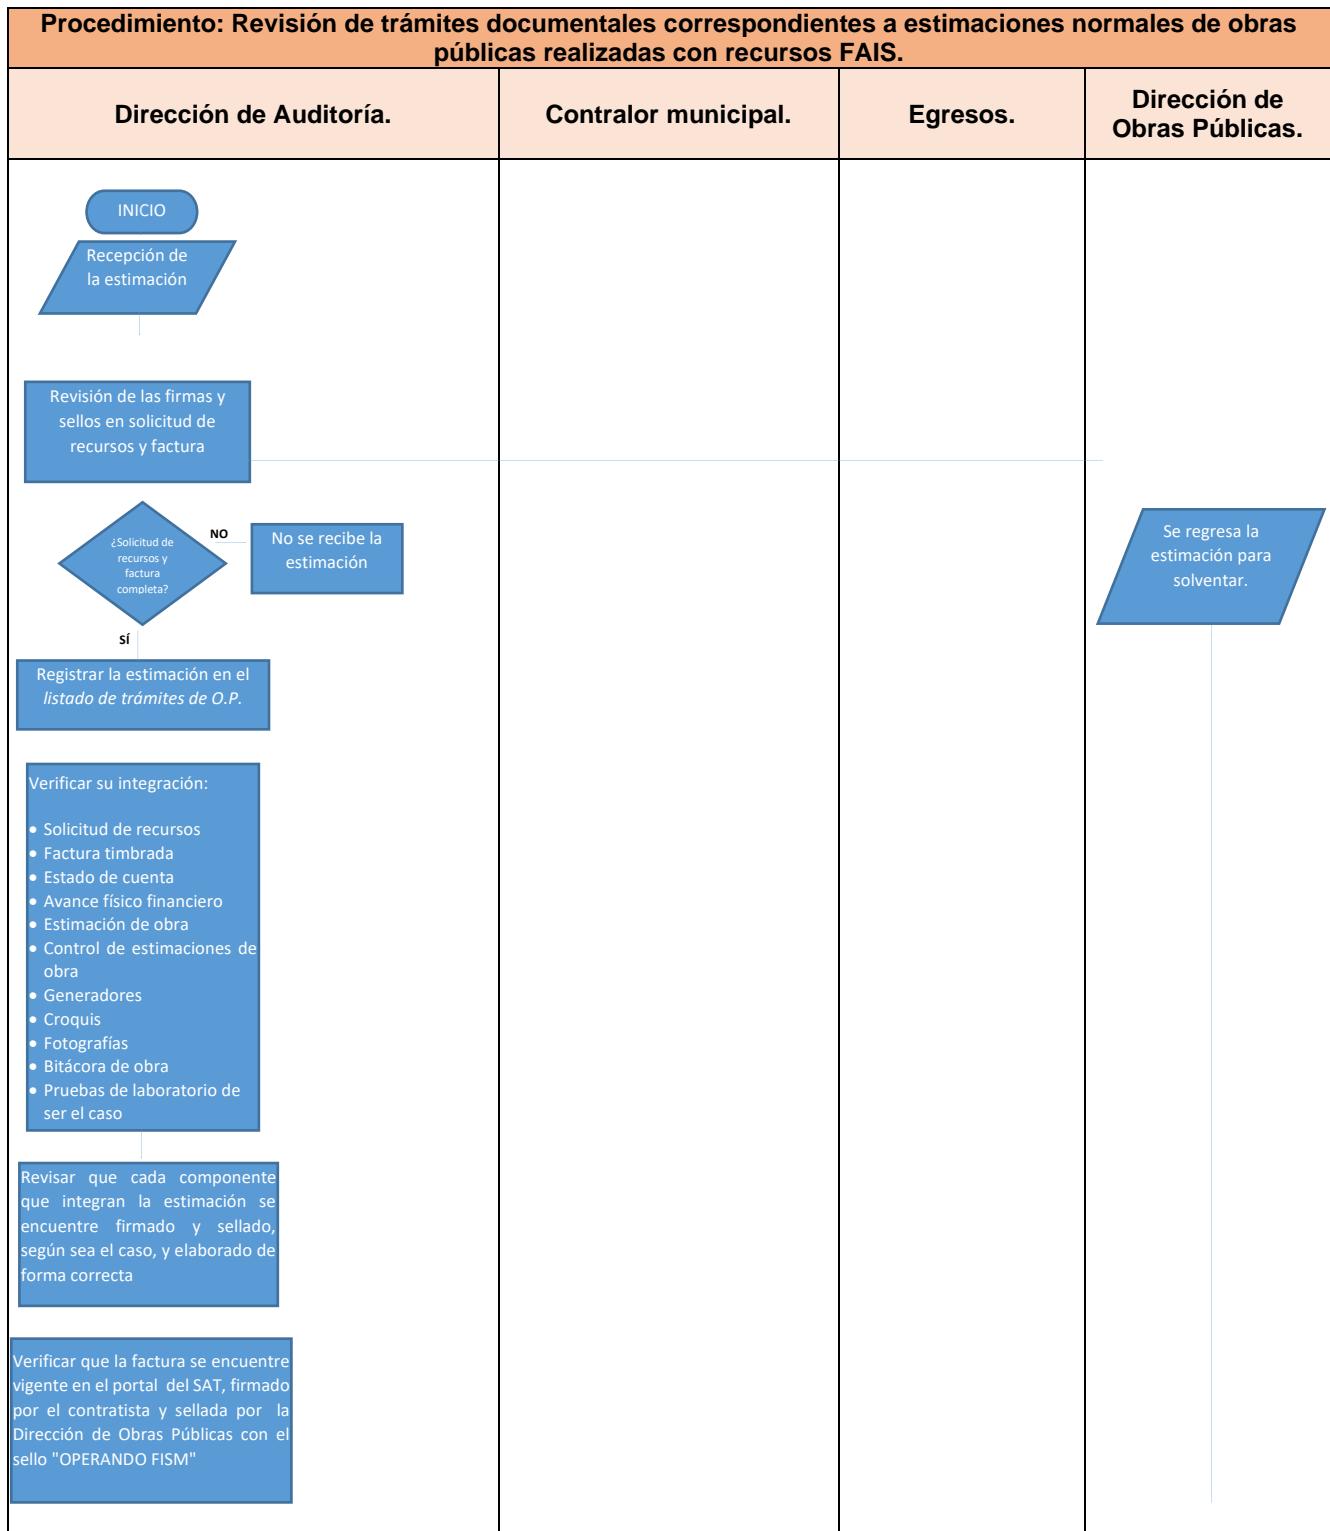 Procedimiento: Revisión de trámites documentales correspondientes a estimaciones normales de obras
públicas realizadas con recursos FAIS.
Dirección de Auditoría.
Contralor municipal.
Egresos.
Dirección de
Obras Públicas.
INICIO
Recepción de
la estimación
Revisión de las firmas y
sellos en solicitud de
recursos y factura
¿Solicitud de
recursos y
factura
completa?
NO
No se recibe la
estimación
Se regresa la
estimación para
solventar.
SÍ
Registrar la estimación en el
listado de trámites de O.P.
Verificar su integración:
• Solicitud de recursos
• Factura timbrada
• Estado de cuenta
• Avance físico financiero
• Estimación de obra
• Control de estimaciones de
obra
• Generadores
• Croquis
• Fotografías
• Bitácora de obra
• Pruebas de laboratorio de
ser el caso
Revisar que cada componente
que integran la estimación se
encuentre firmado y sellado,
según sea el caso, y elaborado de
forma correcta
Verificar que la factura se encuentre
vigente en el portal del SAT, firmado
por el contratista y sellada por la
Dirección de Obras Públicas con el
sello "OPERANDO FISM"